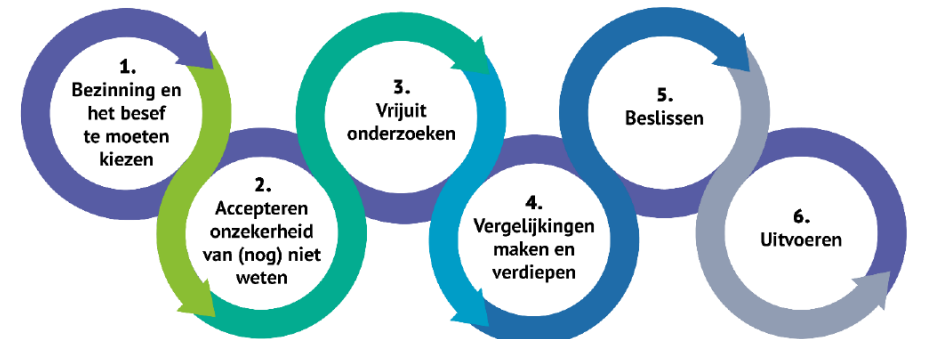 1.
Bezinning en
het besef
te moeten
kiezen
2.
Accepteren
onzekerheid
van (nog) niet
weten
3.
Vrijuit
onderzoeken
4.
Vergelijkingen
maken en
verdiepen
5.
Beslissen
6.
Uitvoeren